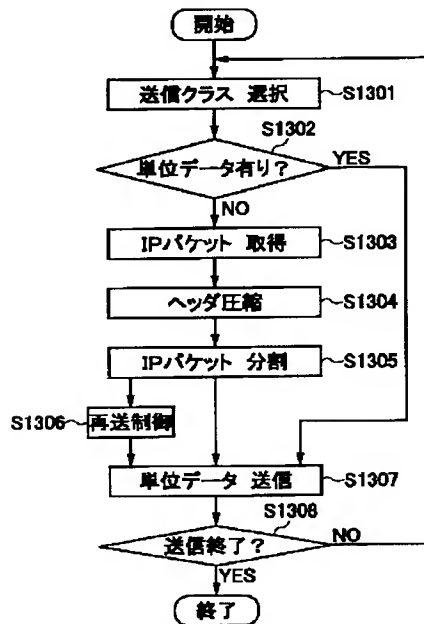 開始
送信クラス 選択
S1301
S1302
単位データ有り?
YES
NO
IPパケット 取得
S1303
ヘッダ圧縮
S1304
IPパケット 分割
S1305
S1306
再送制御
単位データ 送信
S1307
S1308
送信終了?
NO
YES
終了